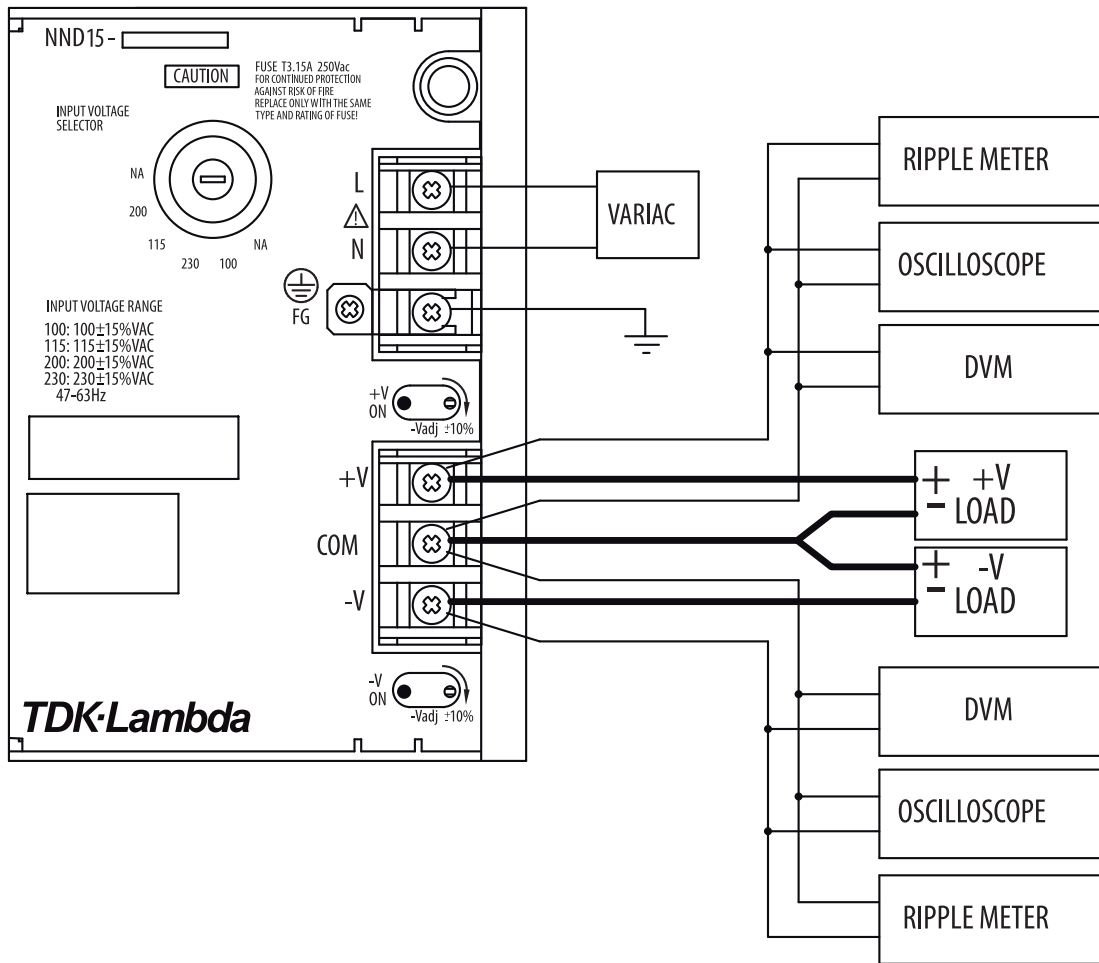 NND15-
CAUTION
FUSE T3.15A 250Vac
FOR CONTINUED PROTECTION
AGAINST RISK OF FIRE
REPLACE ONLY WITH THE SAME
TYPE AND RATING OF FUSE!
INPUT VOLTAGE
SELECTOR
NA
200
115
230
100
NA
INPUT VOLTAGE RANGE
100: 100±15%VAC
115: 115±15%VAC
200: 200±15%VAC
230: 230±15%VAC
47-63Hz
L
N
FG
+V
ON
-Vadj ±10%
+V
COM
-V
-V
ON
-Vadj ±10%
TDK·Lambda
VARIAC
RIPPLE METER
OSCILLOSCOPE
DVM
+ +V
- LOAD
+ -V
- LOAD
DVM
OSCILLOSCOPE
RIPPLE METER